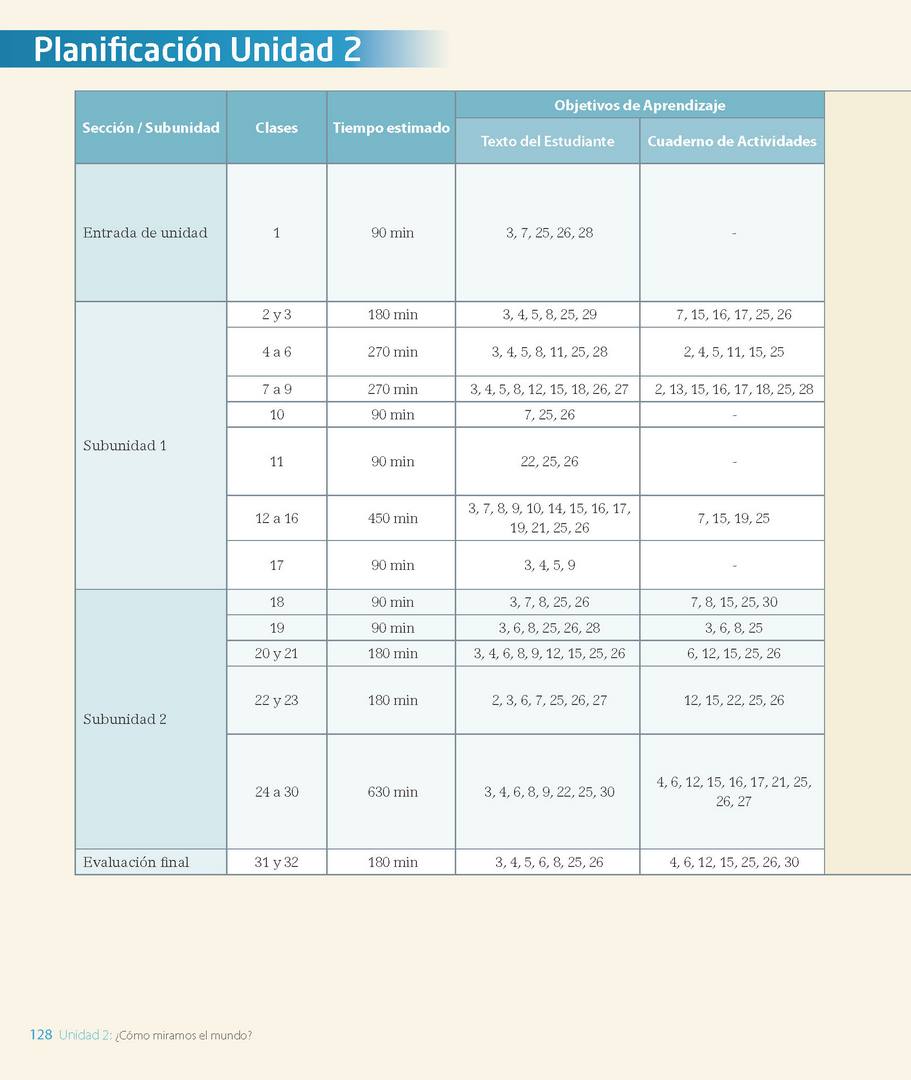 Planificación Unidad 2
Sección / Subunidad
Clases
Tiempo estimado
Objetivos de Aprendizaje
Texto del Estudiante
Cuaderno de Actividades
Entrada de unidad
1
90 min
3, 7, 25, 26, 28
-
Subunidad 1
2 y 3
180 min
3, 4, 5, 8, 25, 29
7, 15, 16, 17, 25, 26
4 a 6
270 min
3, 4, 5, 8, 11, 25, 28
2, 4, 5, 11, 15, 25
7 a 9
270 min
3, 4, 5, 8, 12, 15, 18, 26, 27
2, 13, 15, 16, 17, 18, 25, 28
10
90 min
7, 25, 26
-
11
90 min
22, 25, 26
-
12 a 16
450 min
3, 7, 8, 9, 10, 14, 15, 16, 17,
19, 21, 25, 26
7, 15, 19, 25
17
90 min
3, 4, 5, 9
-
Subunidad 2
18
90 min
3, 7, 8, 25, 26
7, 8, 15, 25, 30
19
90 min
3, 6, 8, 25, 26, 28
3, 6, 8, 25
20 y 21
180 min
3, 4, 6, 8, 9, 12, 15, 25, 26
6, 12, 15, 25, 26
22 y 23
180 min
2, 3, 6, 7, 25, 26, 27
12, 15, 22, 25, 26
24 a 30
630 min
3, 4, 6, 8, 9, 22, 25, 30
4, 6, 12, 15, 16, 17, 21, 25,
26, 27
Evaluación final
31 y 32
180 min
3, 4, 5, 6, 8, 25, 26
4, 6, 12, 15, 25, 26, 30
128 Unidad 2: ¿Cómo miramos el mundo?